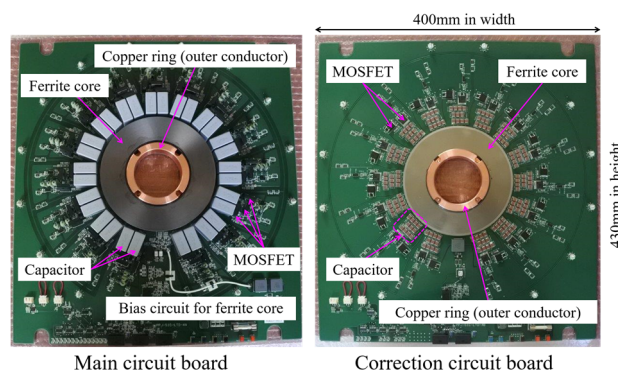 400mm in width
Copper ring (outer conductor)
Ferrite core
MOSFET
Capacitor
Bias circuit for ferrite core
Main circuit board
MOSFET
Ferrite core
Capacitor
Copper ring (outer conductor)
430mm in height
Correction circuit board